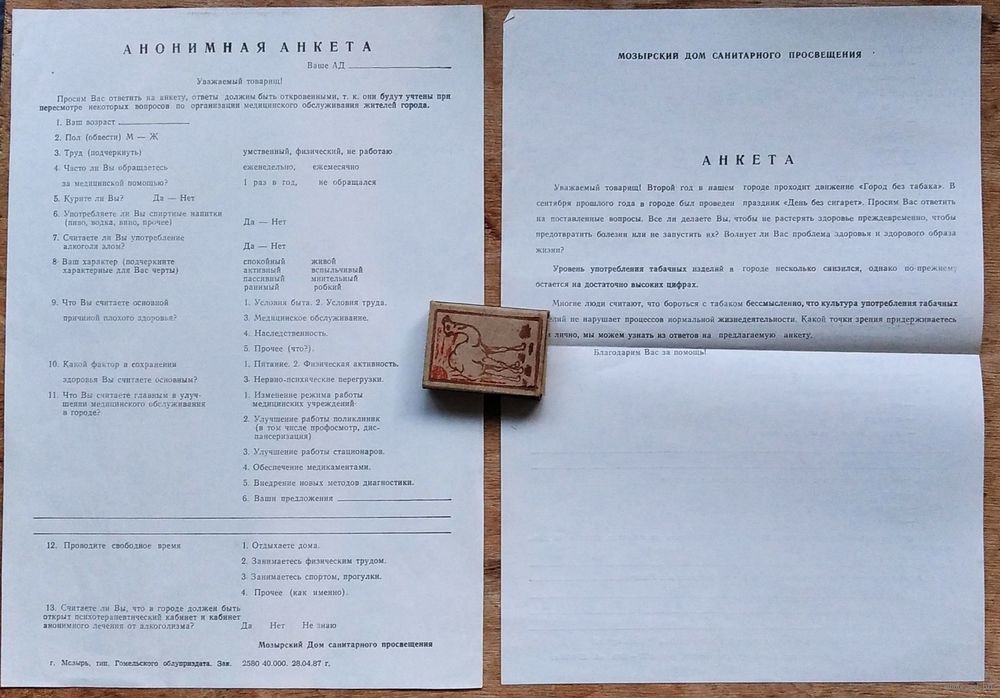 АНОНИМНАЯ АНКЕТА
Ваше АД
Уважаемый товарищ!
Просим Вас ответить на анкету, ответы должны быть откровенными, т. к. они будут учтены при
пересмотре некоторых вопросов по организации медицинского обслуживания жителей города.
1. Ваш возраст
2. Пол (обвести) М — Ж
3. Труд (подчеркнуть) умственный, физический, не работаю
4. Часто ли Вы обращаетесь еженедельно, ежемесячно
за медицинской помощью? 1 раз в год, не обращался
5. Курите ли Вы? Да — Нет
6. Употребляете ли Вы спиртные напитки
(пиво, водка, вино, прочее) Да — Нет
7. Считаете ли Вы употребление
алкоголя злом? Да — Нет
8 Ваш характер (подчеркните спокойный живой
характерные для Вас черты) активный вспыльчивый
пассивный мнительный
ранимый робкий
9. Что Вы считаете основной 1. Условия быта. 2. Условия труда.
причиной плохого здоровья? 3. Медицинское обслуживание.
4. Наследственность.
5. Прочее (что?).
10. Какой фактор в сохранении 1. Питание. 2. Физическая активность.
здоровья Вы считаете основным? 3. Нервно-психические перегрузки.
11. Что Вы считаете главным в улуч- 1. Изменение режима работы
шении медицинского обслуживания медицинских учреждений
в городе?
2. Улучшение работы поликлиник
(в том числе профосмотр, дис-
пансеризация)
3. Улучшение работы стационаров.
4. Обеспечение медикаментами.
5. Внедрение новых методов диагностики.
6. Ваши предложения
12. Проводите свободное время 1. Отдыхаете дома.
2. Занимаетесь физическим трудом.
3 Занимаетесь спортом, прогулки.
4. Прочее (как именно).
13. Считаете ли Вы, что в городе должен быть
открыт психотерапевтический кабинет и кабинет
анонимного лечения от алкоголизма? Да Нет Не знаю
Мозырский Дом санитарного просвещения
г. Мозырь, тип. Гомельского облуприздата. Зак. 2580 40.000. 28.04.87 г.
МОЗЫРСКИЙ ДОМ САНИТАРНОГО ПРОСВЕЩЕНИЯ
АНКЕТА
Уважаемый товарищ! Второй год в нашем городе проходит движение «Город без табака». В
сентября прошлого года в городе был проведен праздник «День без сигарет». Просим Вас ответить
на поставленные вопросы. Все ли делаете Вы, чтобы не растерять здоровье преждевременно, чтобы
предотвратить болезни или не запустить их? Волнует ли Вас проблема здоровья и здорового образа
жизни?
Уровень употребления табачных изделий в городе несколько снизился, однако по-прежнему
остается на достаточно высоких цифрах.
Многие люди считают, что бороться с табаком бессмысленно, что культура употребления табачных
не нарушает процессов нормальной жизнедеятельности. Какой точки зрения придерживаетесь
лично, мы можем узнать из ответов на предлагаемую анкету.
Благодарим Вас за помощь!